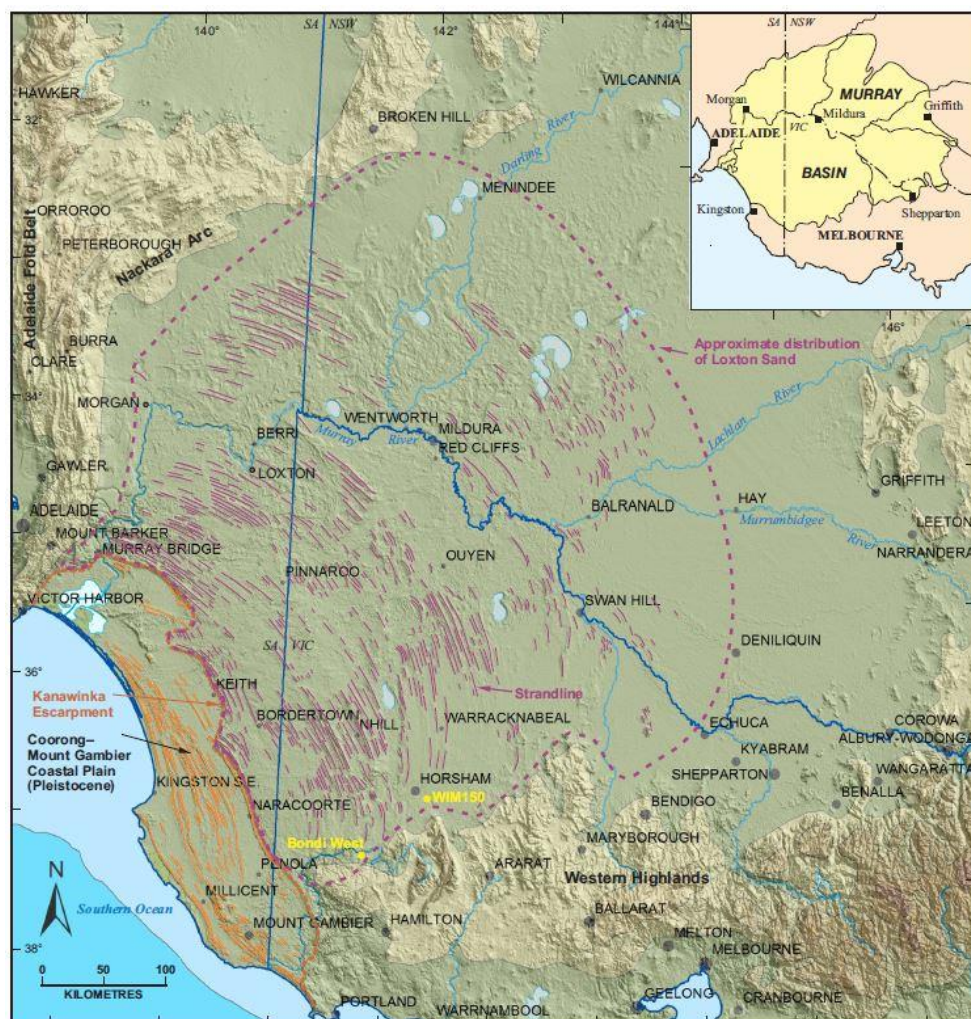 140°
SA
NSW
142°
144°
HAWKER
32°
WILCANNIA
BROKEN HILL
Darling
River
MENINDEE
ORROROO
PETERBOROUGH
Nackara Arc
Adelaide Fold Belt
BURRA
CLARE
34°
MORGAN
BERRI
LOXTON
WENTWORTH
MILDURA
Murray
River
RED CLIFFS
Approximate distribution
of Loxton Sand
146°
Lachlan
River
GAWLER
ADELAIDE
MOUNT BARKER
MURRAY BRIDGE
VICTOR HARBOR
PINNAROO
OUYEN
BALRANALD
HAY
Murrumbidgee
River
GRIFFITH
LEETON
NARRANDERA
SWAN HILL
DENILIQUIN
SA
VIC
36°
KEITH
Kanawinka
Escarpment
Strandline
BORDERTOWN
NHILL
WARRACKNABEAL
Coorong–
Mount Gambier
Coastal Plain
(Pleistocene)
KINGSTON S.E.
ECHUCA
COROWA
ALBURY-WODONGA
KYABRAM
WANGARATTA
SHEPPARTON
BENALLA
HORSHAM
WIM150
NARACOORTE
BENDIGO
Bondi West
MARYBOROUGH
PENOLA
ARARAT
Western Highlands
MILLICENT
N
Southern Ocean
MOUNT GAMBIER
HAMILTON
BALLARAT
38°
MELTON
MELBOURNE
0 50 100
KILOMETRES
PORTLAND
WARRNAMBOOL
GEELONG
CRANBOURNE
SA
NSW
MURRAY
Morgan
Mildura
Griffith
ADELAIDE
VIC
BASIN
Kingston
Shepparton
MELBOURNE